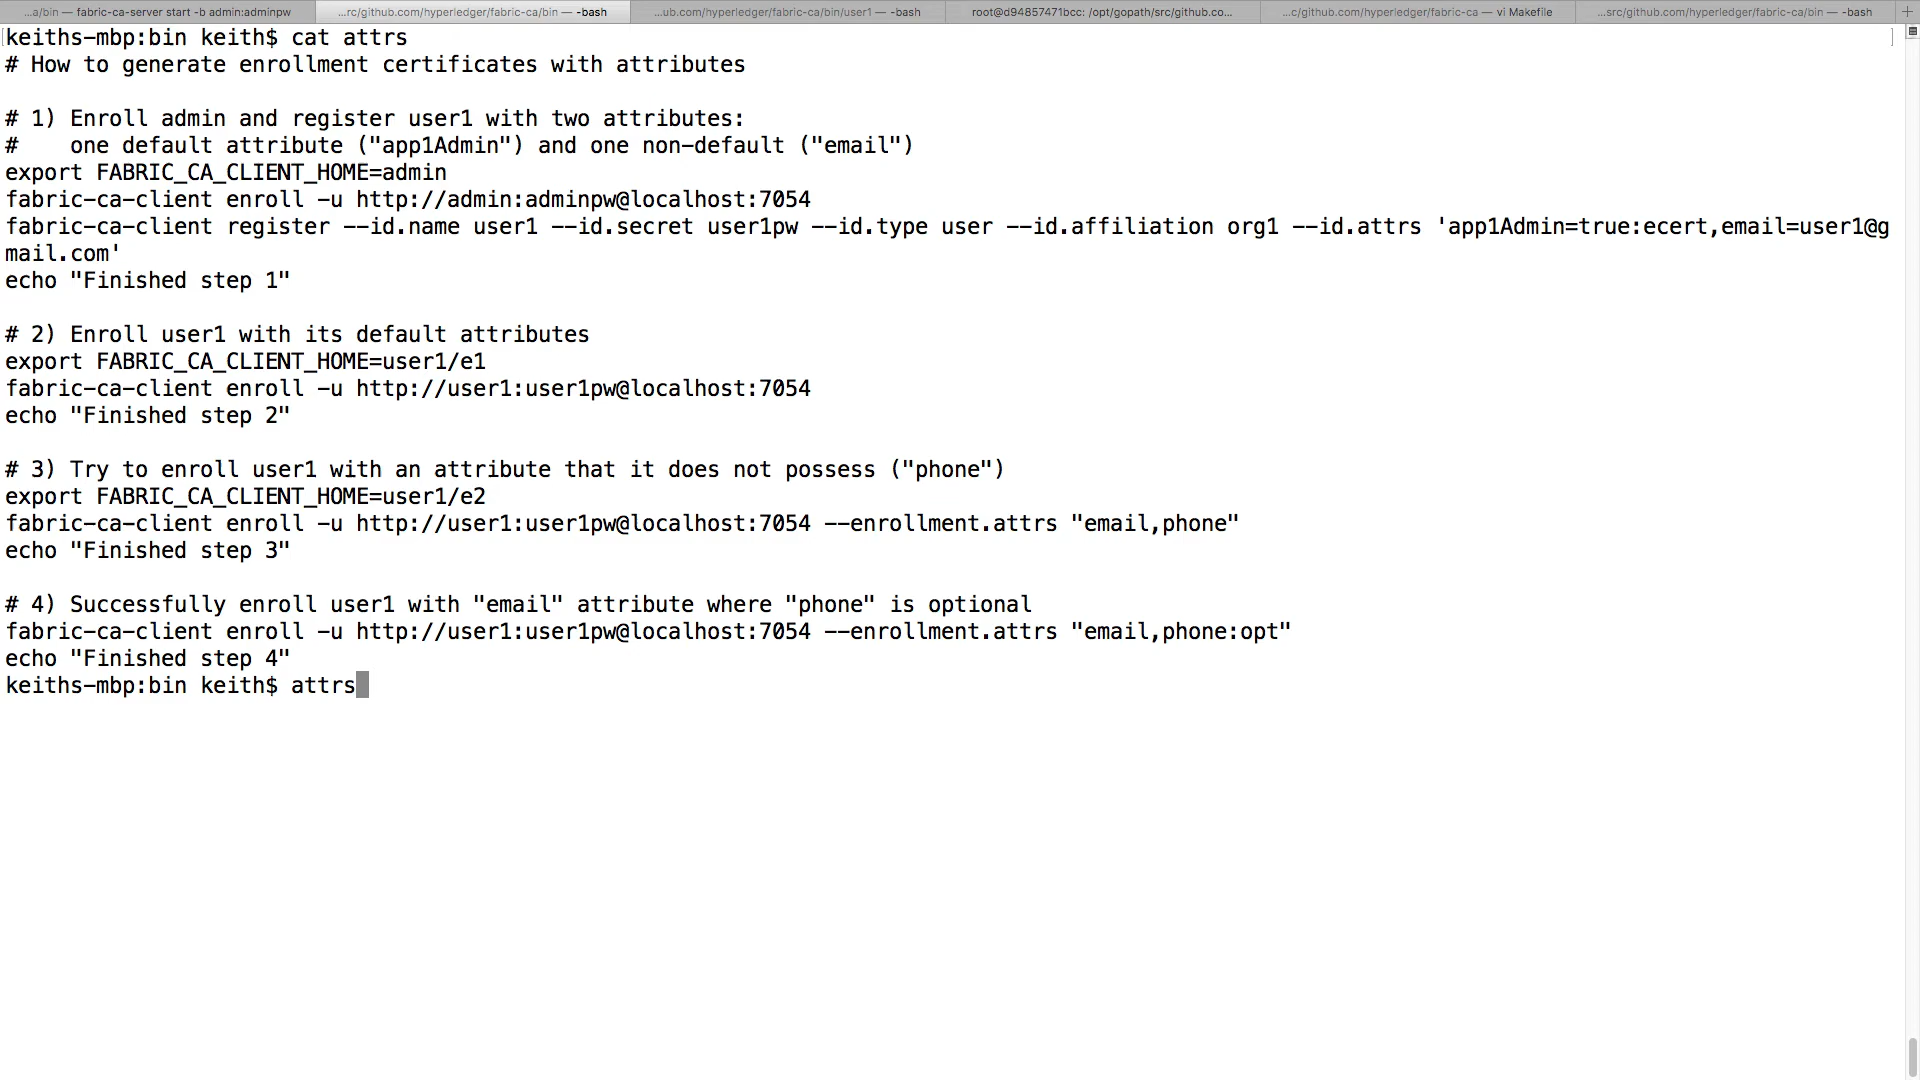 ...a/bin — fabric-ca-server start -b admin:adminpw
...rc/github.com/hyperledger/fabric-ca/bin — -bash
...ub.com/hyperledger/fabric-ca/bin/user1 — -bash
root@d94857471bcc: /opt/gopath/src/github.co...
...c/github.com/hyperledger/fabric-ca — vi Makefile
...src/github.com/hyperledger/fabric-ca/bin — -bash
keiths-mbp:bin keith$ cat attrs
# How to generate enrollment certificates with attributes
# 1) Enroll admin and register user1 with two attributes:
#    one default attribute ("app1Admin") and one non-default ("email")
export FABRIC_CA_CLIENT_HOME=admin
fabric-ca-client enroll -u http://admin:adminpw@localhost:7054
fabric-ca-client register --id.name user1 --id.secret user1pw --id.type user --id.affiliation org1 --id.attrs 'app1Admin=true:ecert,email=user1@g
mail.com'
echo "Finished step 1"
# 2) Enroll user1 with its default attributes
export FABRIC_CA_CLIENT_HOME=user1/e1
fabric-ca-client enroll -u http://user1:user1pw@localhost:7054
echo "Finished step 2"
# 3) Try to enroll user1 with an attribute that it does not possess ("phone")
export FABRIC_CA_CLIENT_HOME=user1/e2
fabric-ca-client enroll -u http://user1:user1pw@localhost:7054 --enrollment.attrs "email,phone"
echo "Finished step 3"
# 4) Successfully enroll user1 with "email" attribute where "phone" is optional
fabric-ca-client enroll -u http://user1:user1pw@localhost:7054 --enrollment.attrs "email,phone:opt"
echo "Finished step 4"
keiths-mbp:bin keith$ attrs